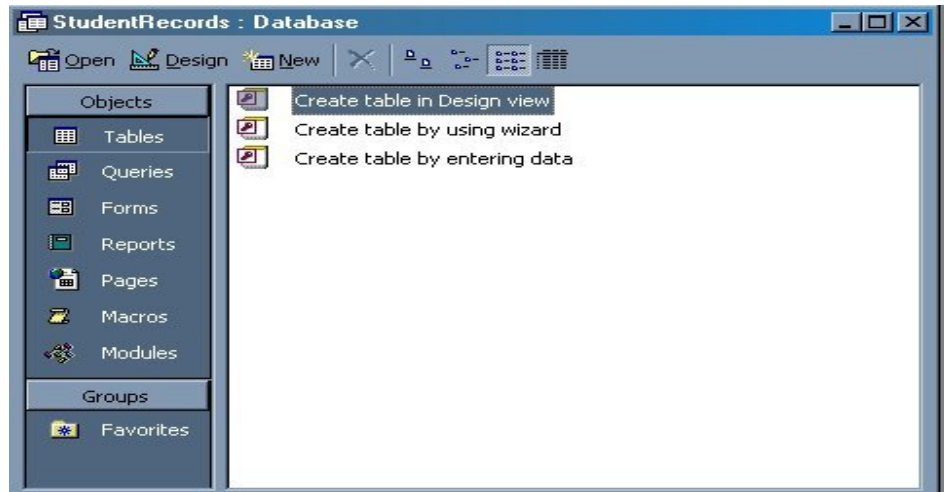 StudentRecords : Database
Open Design New
Objects
Tables
Queries
Forms
Reports
Pages
Macros
Modules
Groups
Favorites
Create table in Design view
Create table by using wizard
Create table by entering data